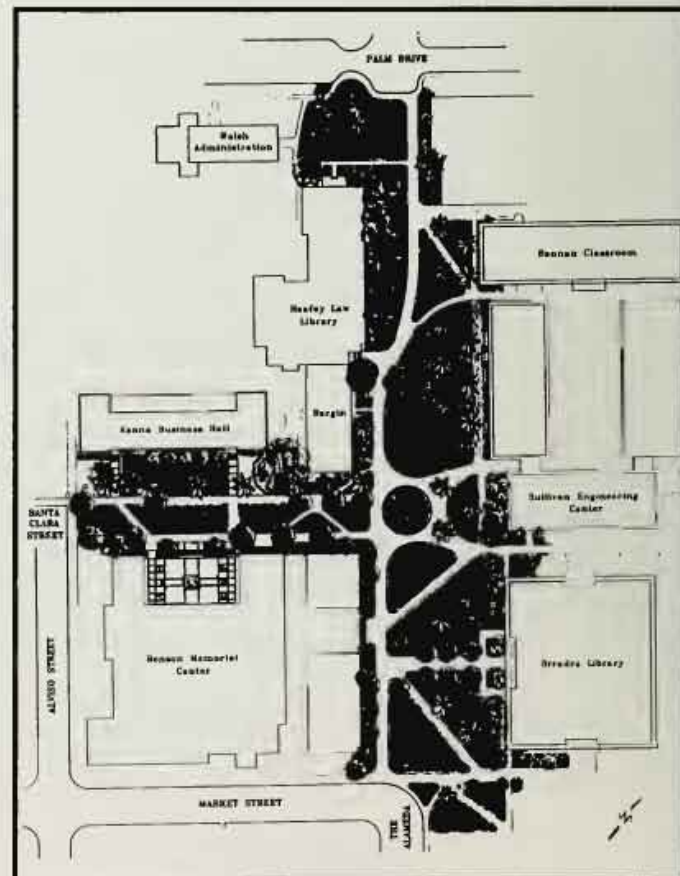 PALM DRIVE
Walsh
Administration
Bannan Classroom
Heafey Law
Library
Bergin
Kenna Business Hall
SANTA
CLARA
STREET
Sullivan Engineering
Center
ALVISO STREET
Benson Memorial
Center
Orradre Library
MARKET STREET
THE
ALAMEDA
N